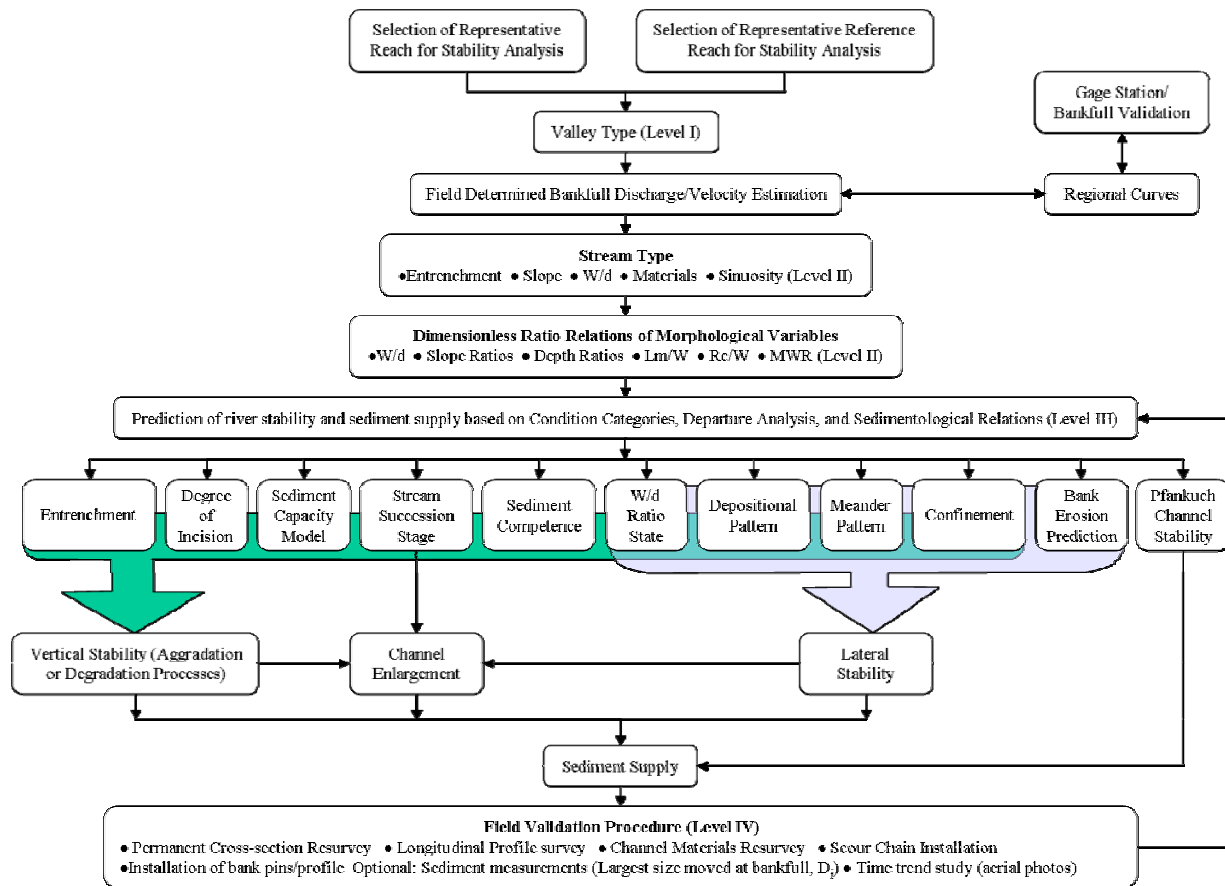 Selection of Representative
Reach for Stability Analysis
Selection of Representative Reference
Reach for Stability Analysis
Gage Station/
Bankfull Validation
Valley Type (Level I)
Field Determined Bankfull Discharge/Velocity Estimation
Regional Curves
Stream Type
●Entrenchment ● Slope ● W/d ● Materials ● Sinuosity (Level II)
Dimensionless Ratio Relations of Morphological Variables
●W/d ● Slope Ratios ● Depth Ratios ● Lm/W ● Rc/W ● MWR (Level II)
Prediction of river stability and sediment supply based on Condition Categories, Departure Analysis, and Sedimentological Relations (Level III)
Entrenchment
Degree
of
Incision
Sediment
Capacity
Model
Stream
Succession
Stage
Sediment
Competence
W/d
Ratio
State
Depositional
Pattern
Meander
Pattern
Confinement
Bank
Erosion
Prediction
Pfankuch
Channel
Stability
Vertical Stability (Aggradation
or Degradation Processes)
Channel
Enlargement
Lateral
Stability
Sediment Supply
Field Validation Procedure (Level IV)
● Permanent Cross-section Resurvey ● Longitudinal Profile survey ● Channel Materials Resurvey ● Scour Chain Installation
●Installation of bank pins/profile Optional: Sediment measurements (Largest size moved at bankfull, Di) ● Time trend study (aerial photos)